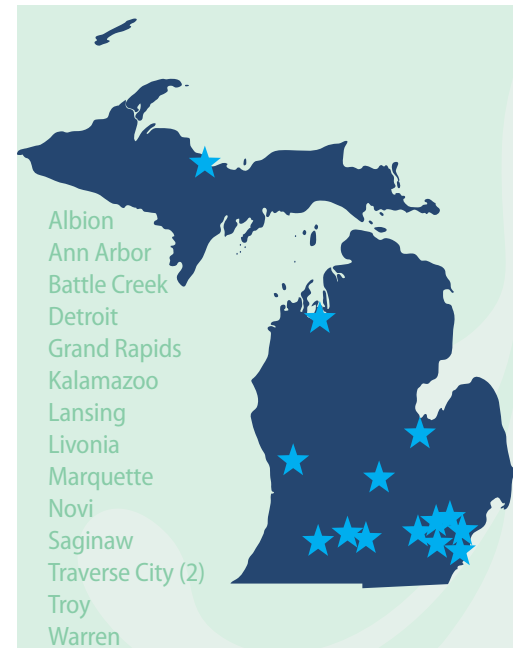 Albion
Ann Arbor
Battle Creek
Detroit
Grand Rapids
Kalamazoo
Lansing
Livonia
Marquette
Novi
Saginaw
Traverse City (2)
Troy
Warren